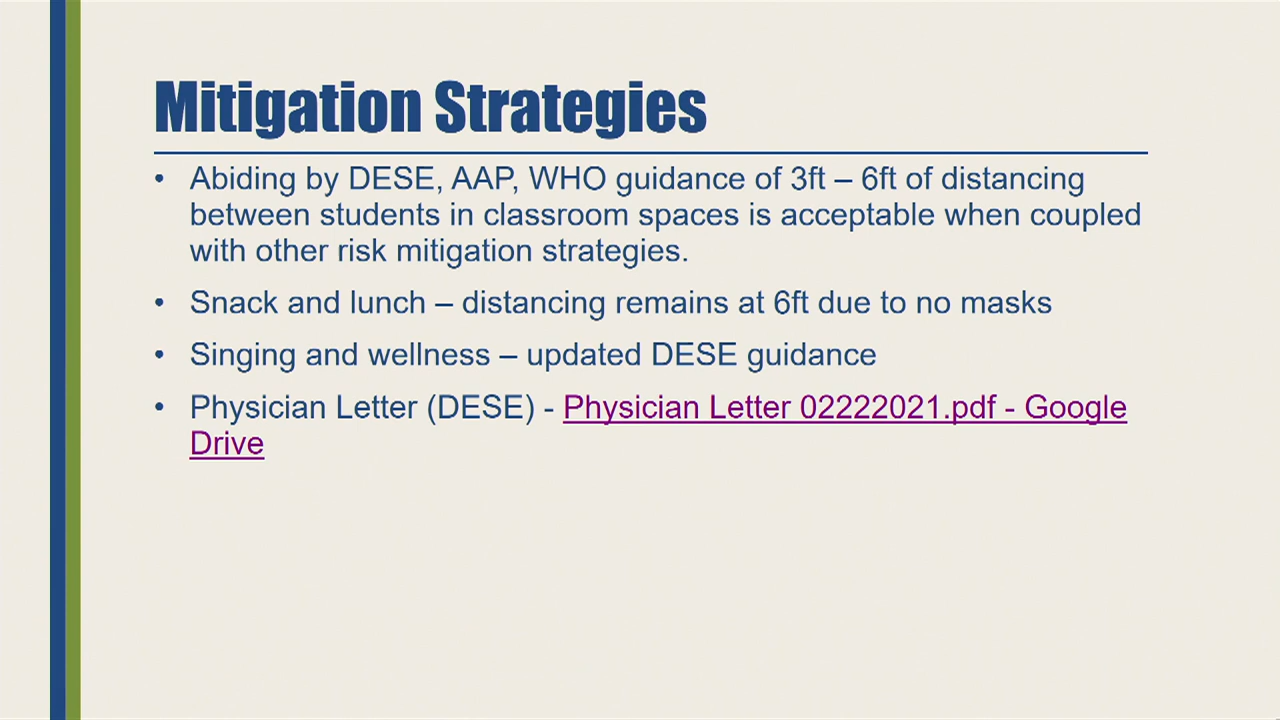 Mitigation Strategies
• Abiding by DESE, AAP, WHO guidance of 3ft – 6ft of distancing
between students in classroom spaces is acceptable when coupled
with other risk mitigation strategies.
• Snack and lunch – distancing remains at 6ft due to no masks
• Singing and wellness – updated DESE guidance
• Physician Letter (DESE) - Physician Letter 02222021.pdf - Google
Drive